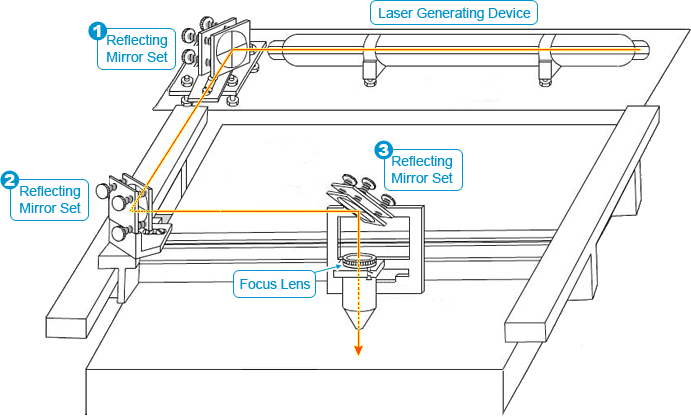 Laser Generating Device
1
Reflecting
Mirror Set
3
Reflecting
Mirror Set
2
Reflecting
Mirror Set
Focus Lens